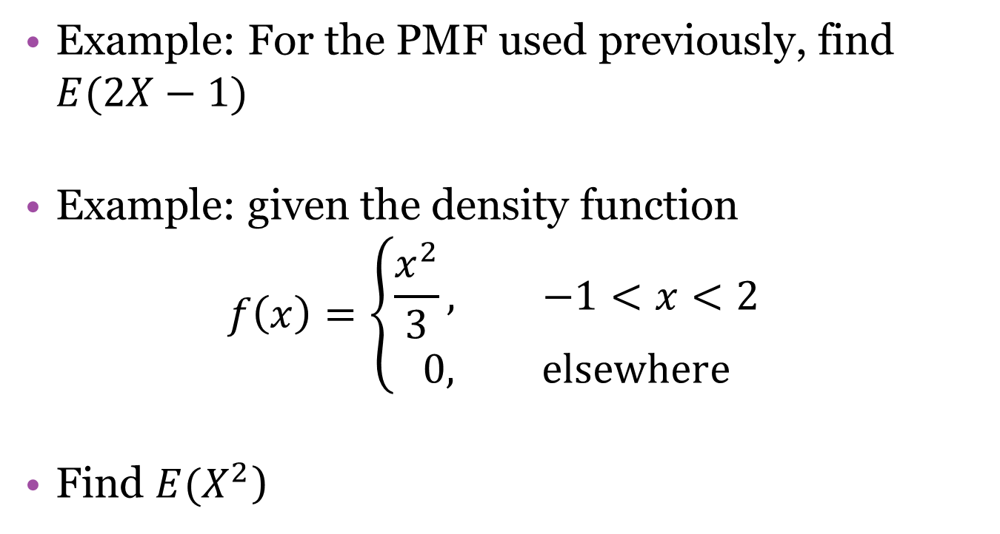 • Example: For the PMF used previously, find
E(2X − 1)
• Example: given the density function
f(x) = { x²/3, −1 < x < 2
0, elsewhere
• Find E(X²)